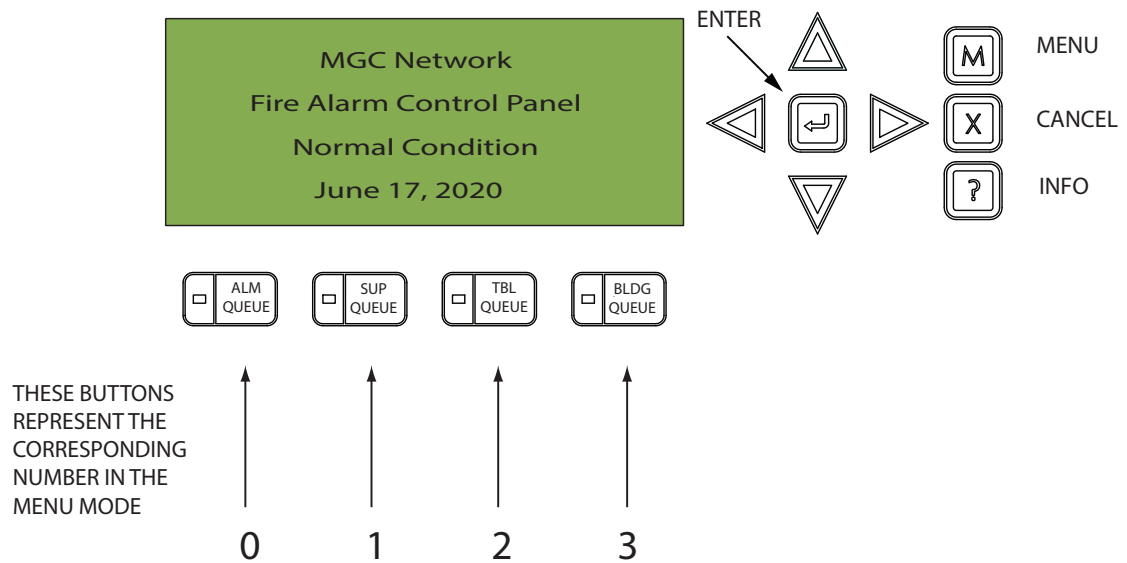 MGC Network
Fire Alarm Control Panel
Normal Condition
June 17, 2020
ENTER
M
MENU
X
CANCEL
?
INFO
ALM
QUEUE
SUP
QUEUE
TBL
QUEUE
BLDG
QUEUE
THESE BUTTONS
REPRESENT THE
CORRESPONDING
NUMBER IN THE
MENU MODE
0
1
2
3